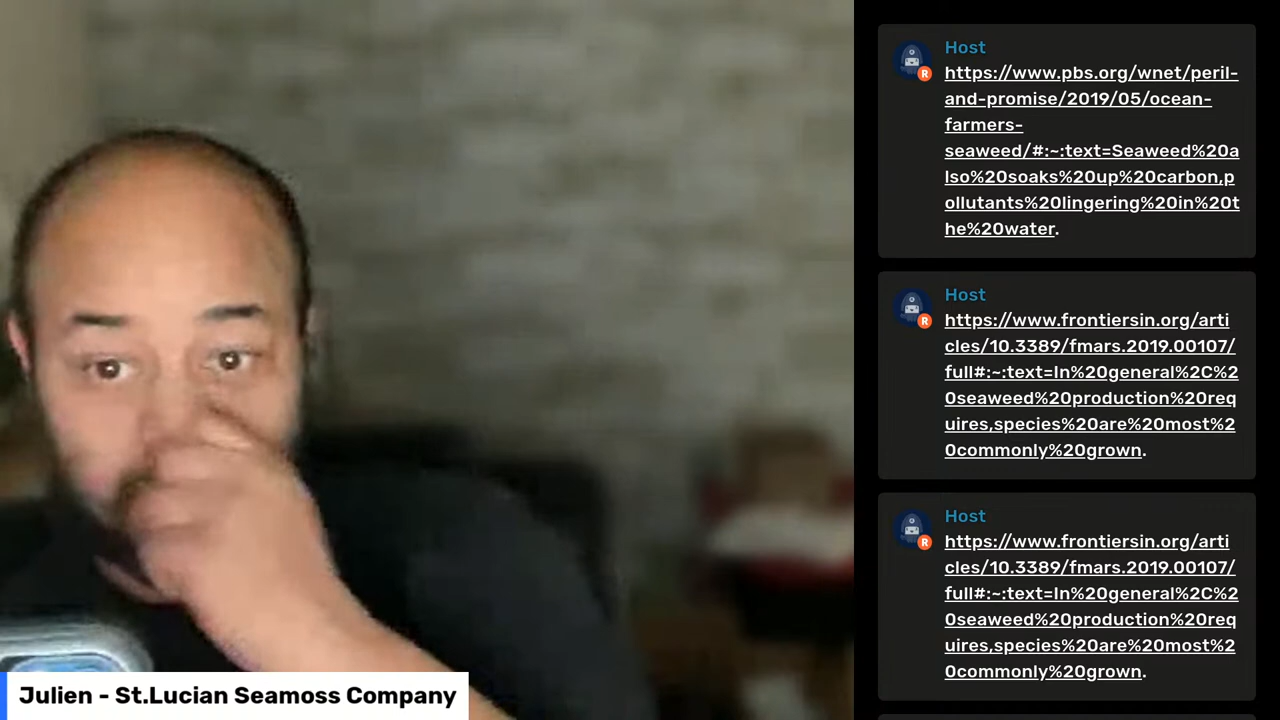 Host
https://www.pbs.org/wnet/peril-
and-promise/2019/05/ocean-
farmers-
seaweed/#:~:text=Seaweed%20a
lso%20soaks%20up%20carbon,p
ollutants%20lingering%20in%20t
he%20water.
Host
https://www.frontiersin.org/arti
cles/10.3389/fmars.2019.00107/
full#:~:text=In%20general%2C%2
0seaweed%20production%20req
uires,species%20are%20most%2
0commonly%20grown.
Host
https://www.frontiersin.org/arti
cles/10.3389/fmars.2019.00107/
full#:~:text=In%20general%2C%2
0seaweed%20production%20req
uires,species%20are%20most%2
0commonly%20grown.
Julien - St.Lucian Seamoss Company